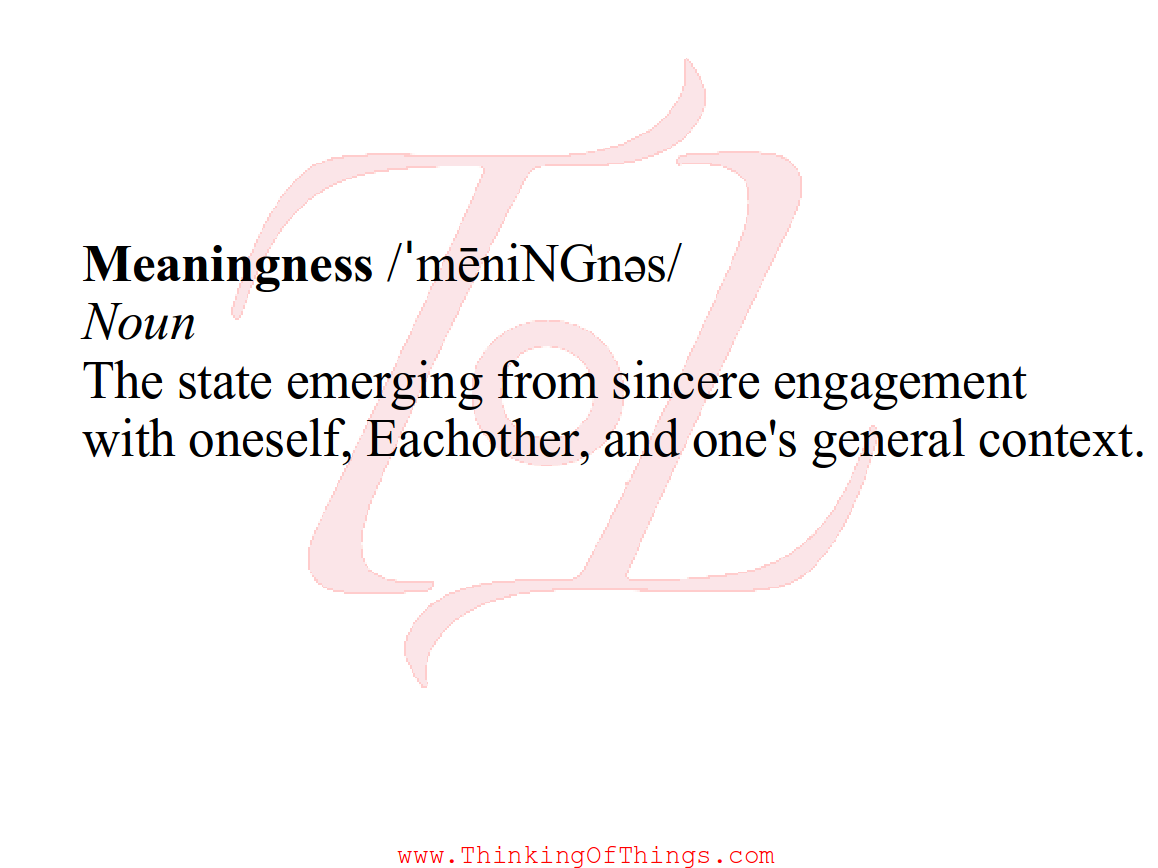 Meaningness /ˈmēniNGnəs/
Noun
The state emerging from sincere engagement
with oneself, Eachother, and one's general context.
www.ThinkingOfThings.com